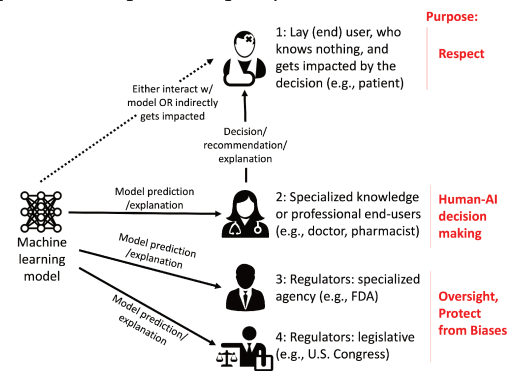 Purpose:
1: Lay (end) user, who
knows nothing, and
gets impacted by the
decision (e.g., patient)
Respect
Either interact w/
model OR indirectly
gets impacted
Decision/
recommendation/
explanation
Model prediction
/explanation
2: Specialized knowledge
or professional end-users
(e.g., doctor, pharmacist)
Human-AI
decision
making
Machine
learning
model
Model prediction
/explanation
3: Regulators: specialized
agency (e.g., FDA)
Oversight,
Protect
from Biases
Model prediction/
explanation
4: Regulators: legislative
(e.g., U.S. Congress)